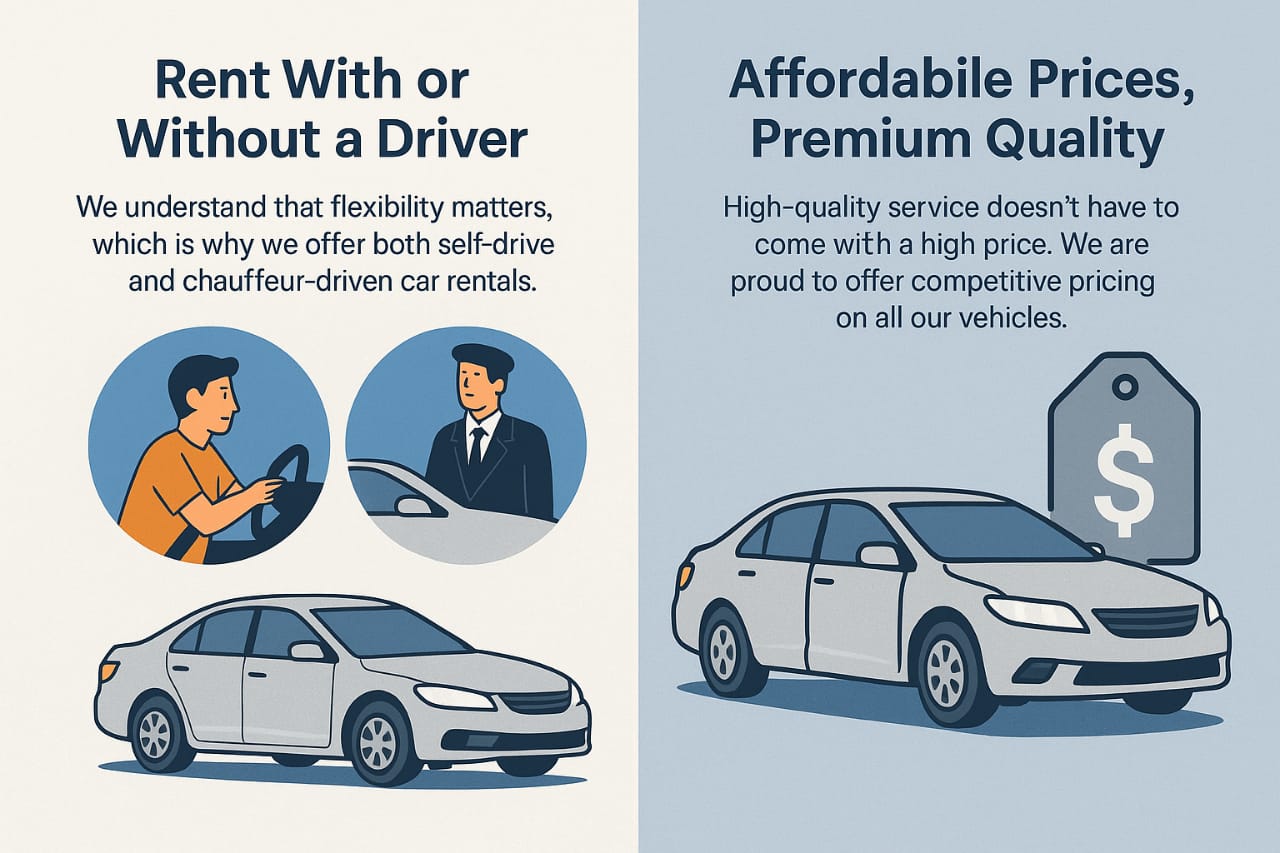 Rent With or
Without a Driver
We understand that flexibility matters,
which is why we offer both self-drive
and chauffeur-driven car rentals.
Affordabile Prices,
Premium Quality
High-quality service doesn't have to
come with a high price. We are
proud to offer competitive pricing
on all our vehicles.
$